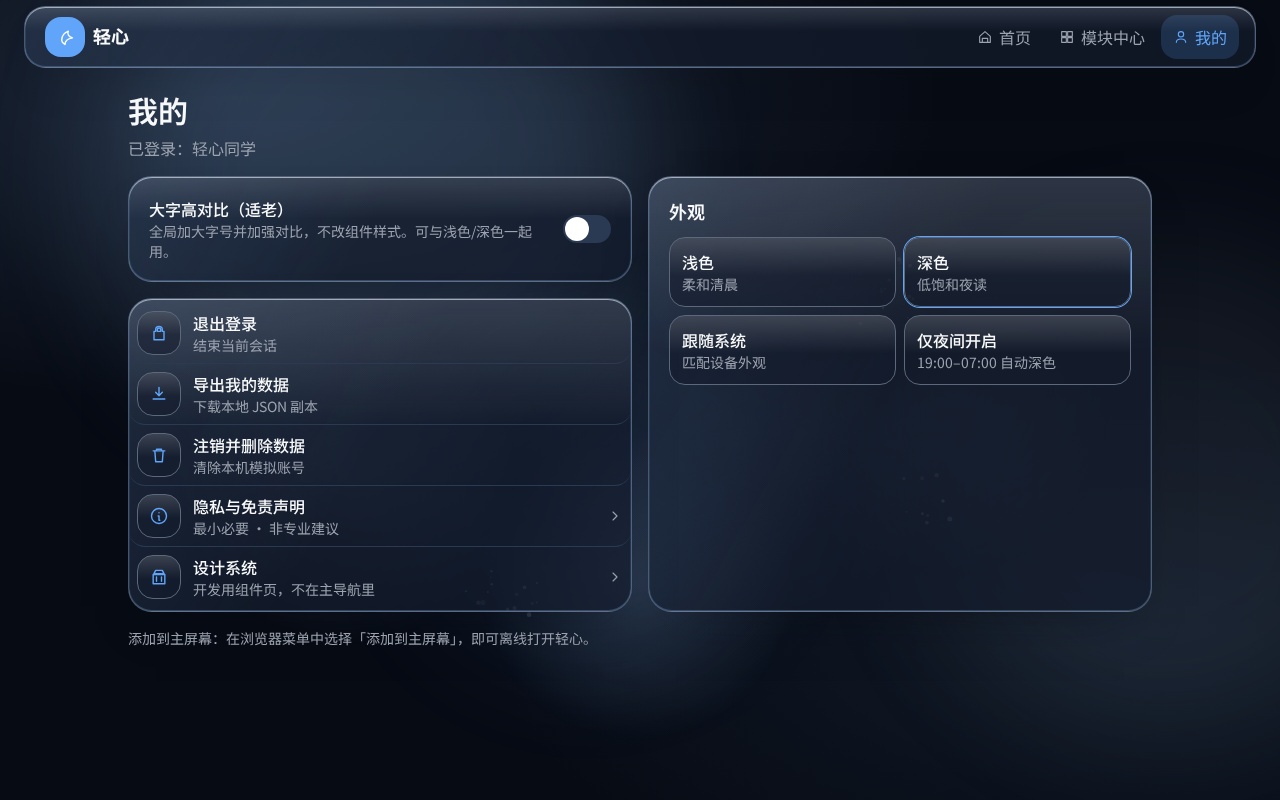 轻心
首页
模块中心
我的
我的
已登录：轻心同学
大字高对比（适老）
全局加大字号并加强对比，不改组件样式。可与浅色/深色一起
用。
退出登录
结束当前会话
导出我的数据
下载本地 JSON 副本
注销并删除数据
清除本机模拟账号
隐私与免责声明
最小必要 · 非专业建议
设计系统
开发用组件页，不在主导航里
外观
浅色
柔和清晨
深色
低饱和夜读
跟随系统
匹配设备外观
仅夜间开启
19:00–07:00 自动深色
添加到主屏幕：在浏览器菜单中选择「添加到主屏幕」，即可离线打开轻心。